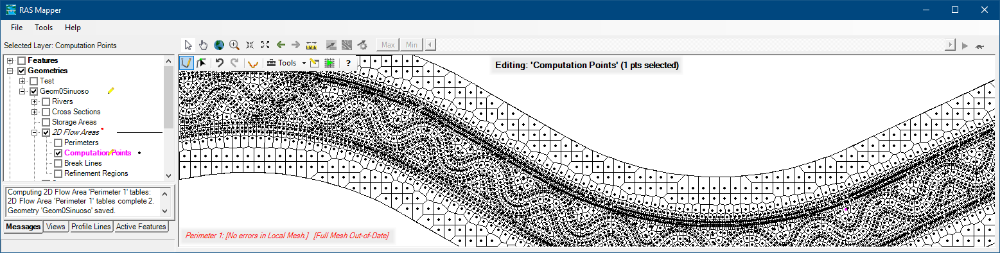 RAS Mapper
File Tools Help
Selected Layer: Computation Points
Max Min
Features
Geometries
Test
Geom0Sinuoso
Rivers
Cross Sections
Storage Areas
2D Flow Areas
Perimeters
Computation Points
Break Lines
Refinement Regions
Computing 2D Flow Area 'Perimeter 1' tables:
2D Flow Area 'Perimeter 1' tables complete 2.
Geometry 'Geom0Sinuoso' saved.
Messages Views Profile Lines Active Features
Tools ?
Editing: 'Computation Points' (1 pts selected)
Perimeter 1: [No errors in Local Mesh.] [Full Mesh Out-of-Date]